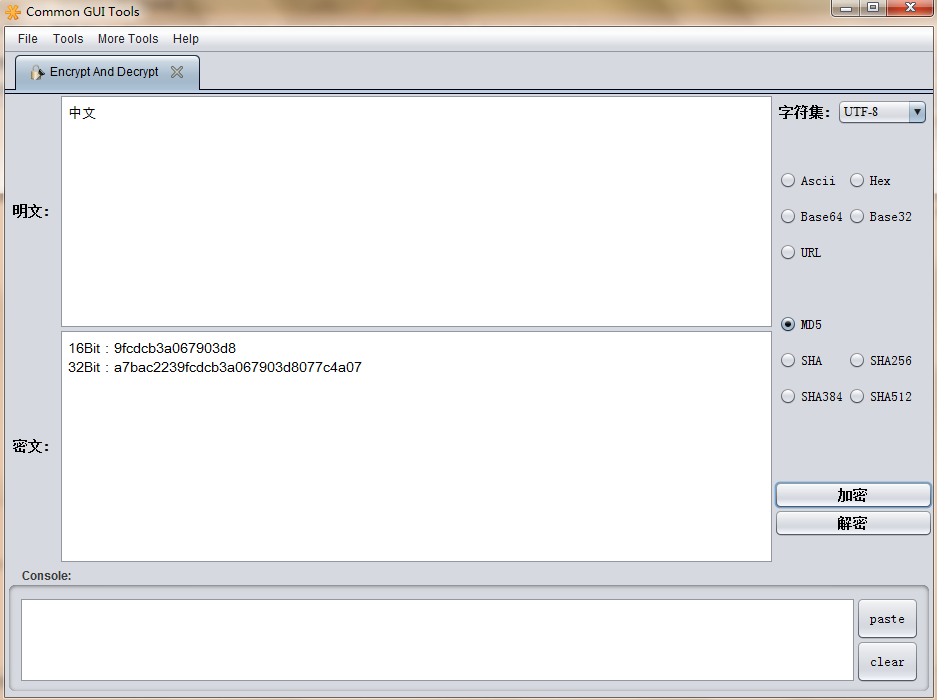 Common GUI Tools
File Tools More Tools Help
Encrypt And Decrypt
明文：
中文
字符集： UTF-8
Ascii Hex
Base64 Base32
URL
MD5
SHA SHA256
SHA384 SHA512
密文：
16Bit : 9fcdcb3a067903d8
32Bit : a7bac2239fcdcb3a067903d8077c4a07
加密
解密
Console:
paste
clear